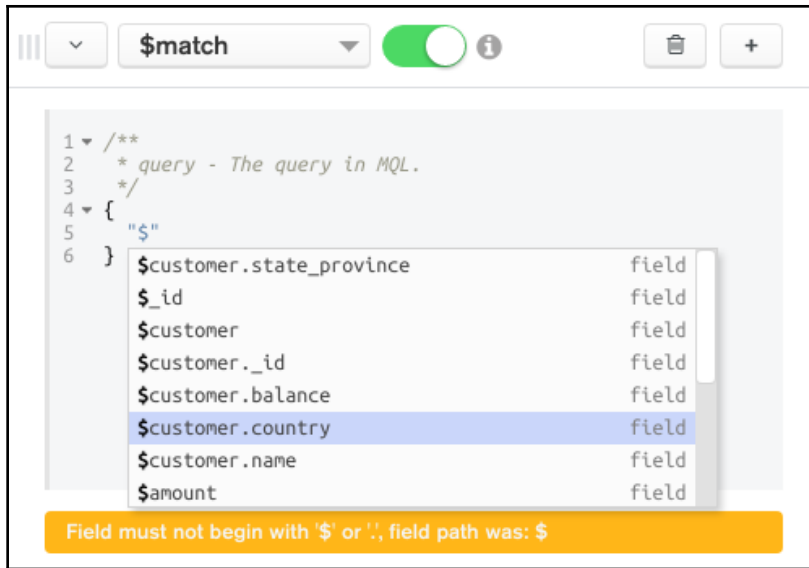 $match
1 /**
2 * query - The query in MQL.
3 */
4 {
5 "$"
6 }
$customer.state_province field
$_id field
$customer field
$customer._id field
$customer.balance field
$customer.country field
$customer.name field
$amount field
Field must not begin with '$' or '.', field path was: $